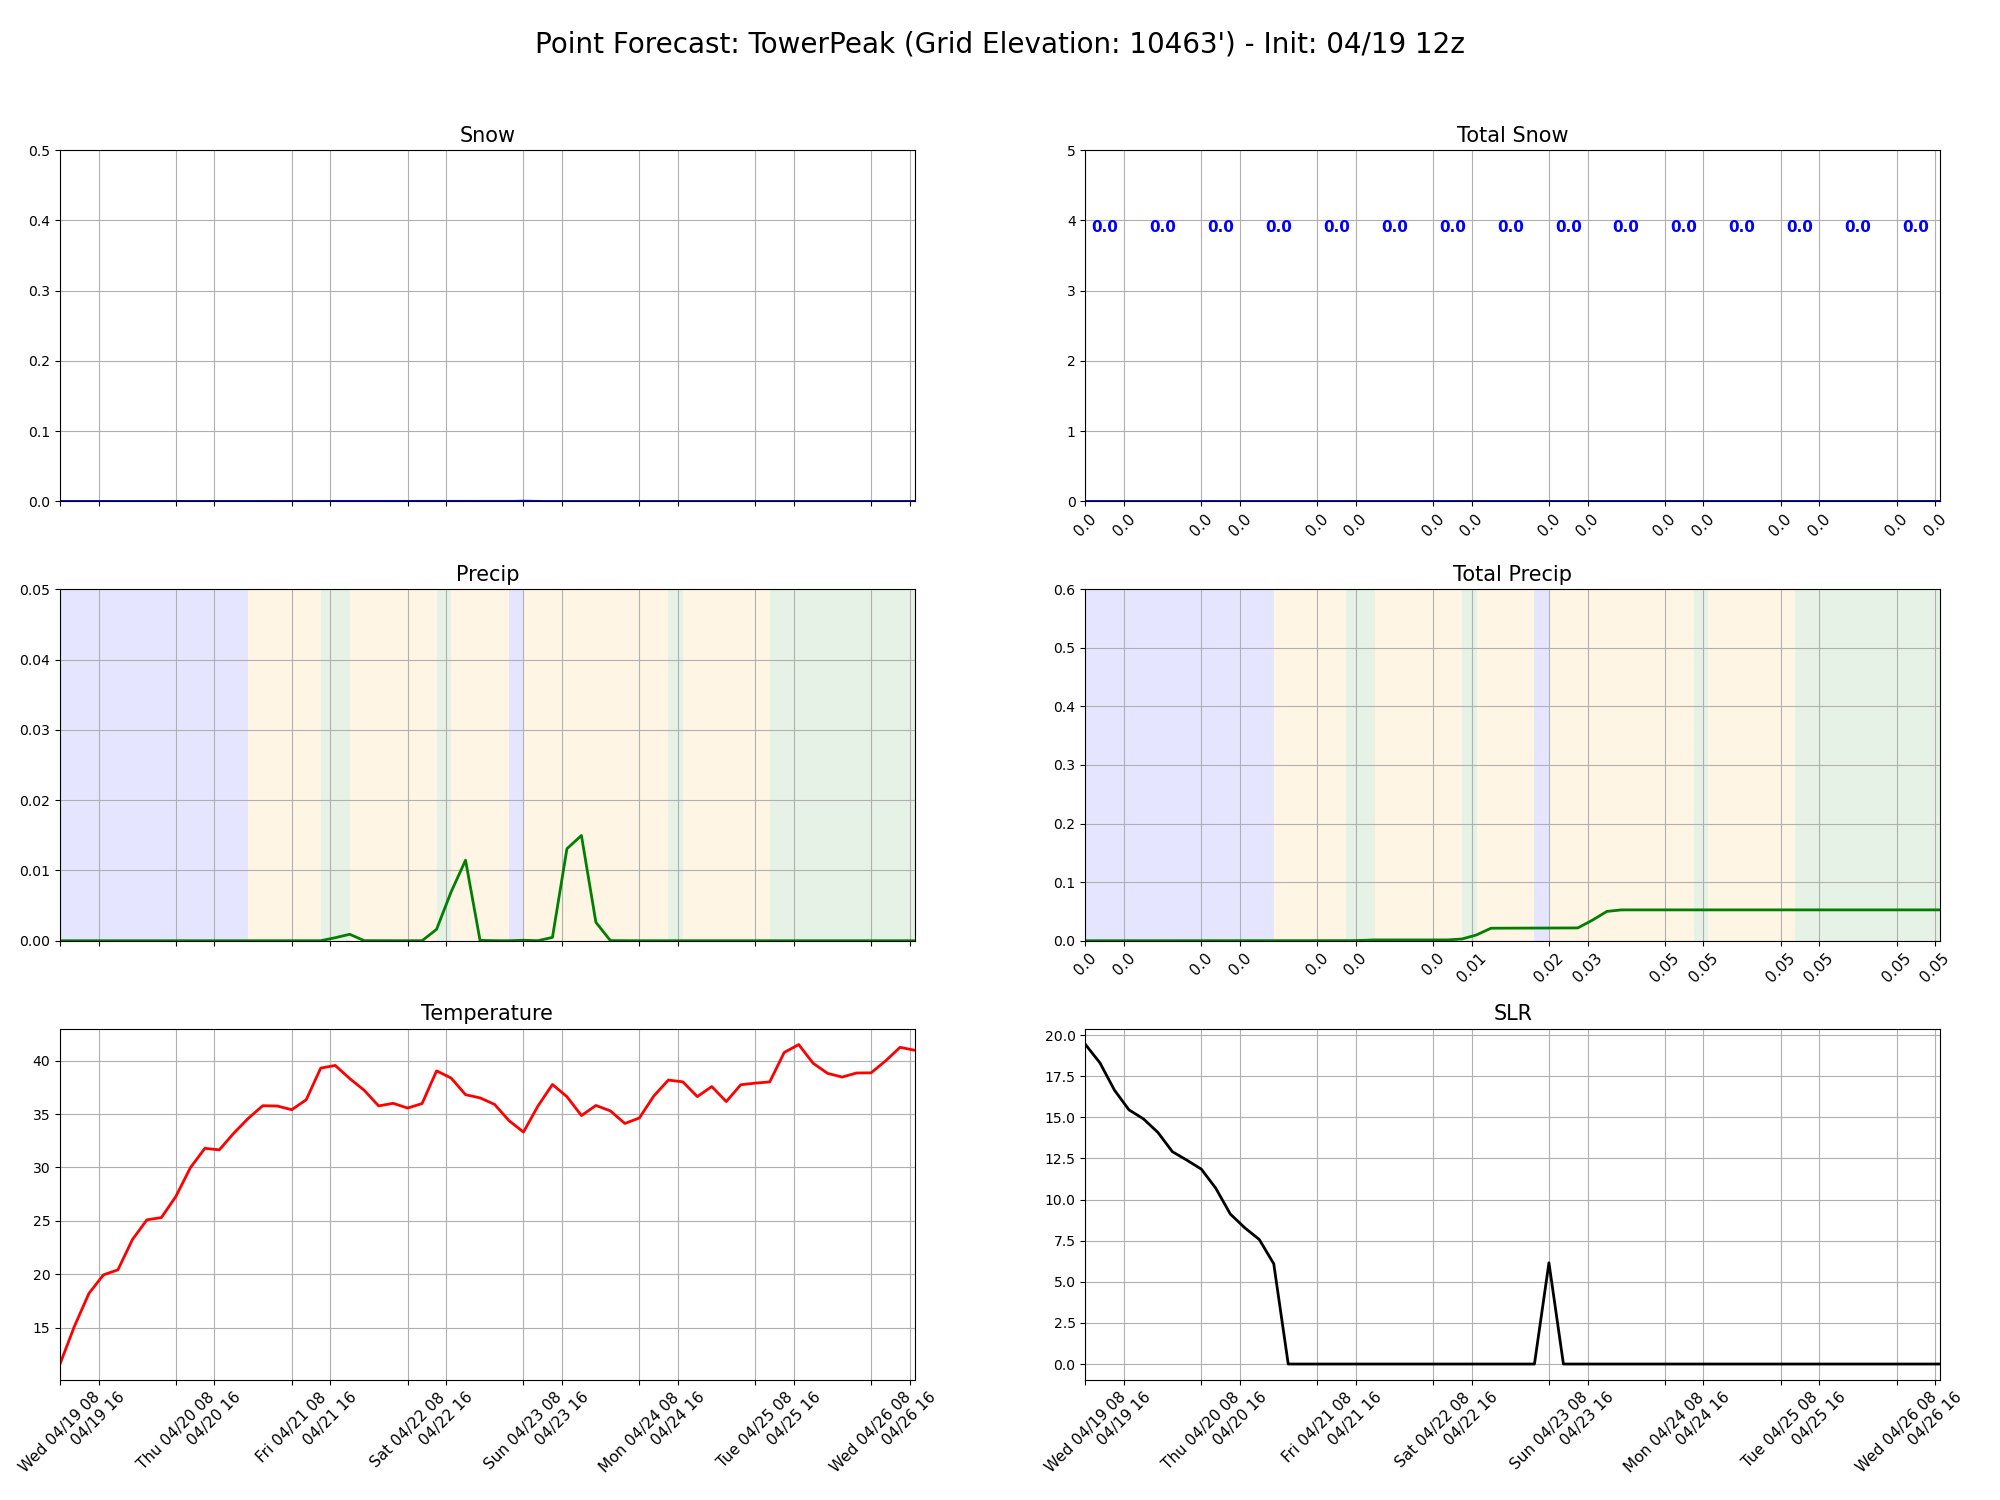 Point Forecast: TowerPeak (Grid Elevation: 10463') - Init: 04/19 12z
Snow
0.5
0.4
0.3
0.2
0.1
0.0
Total Snow
5
4
3
2
1
0
0.0 0.0 0.0 0.0 0.0 0.0 0.0 0.0 0.0 0.0 0.0 0.0 0.0 0.0 0.0
0.0 0.0 0.0 0.0 0.0 0.0 0.0 0.0 0.0 0.0 0.0 0.0 0.0 0.0 0.0 0.0
Precip
0.05
0.04
0.03
0.02
0.01
0.00
Total Precip
0.6
0.5
0.4
0.3
0.2
0.1
0.0
0.0 0.0 0.0 0.0 0.0 0.0 0.0 0.01 0.02 0.03 0.05 0.05 0.05 0.05 0.05 0.05
Temperature
40
35
30
25
20
15
Wed 04/19 08
04/19 16
Thu 04/20 08
04/20 16
Fri 04/21 08
04/21 16
Sat 04/22 08
04/22 16
Sun 04/23 08
04/23 16
Mon 04/24 08
04/24 16
Tue 04/25 08
04/25 16
Wed 04/26 08
04/26 16
SLR
20.0
17.5
15.0
12.5
10.0
7.5
5.0
2.5
0.0
Wed 04/19 08
04/19 16
Thu 04/20 08
04/20 16
Fri 04/21 08
04/21 16
Sat 04/22 08
04/22 16
Sun 04/23 08
04/23 16
Mon 04/24 08
04/24 16
Tue 04/25 08
04/25 16
Wed 04/26 08
04/26 16